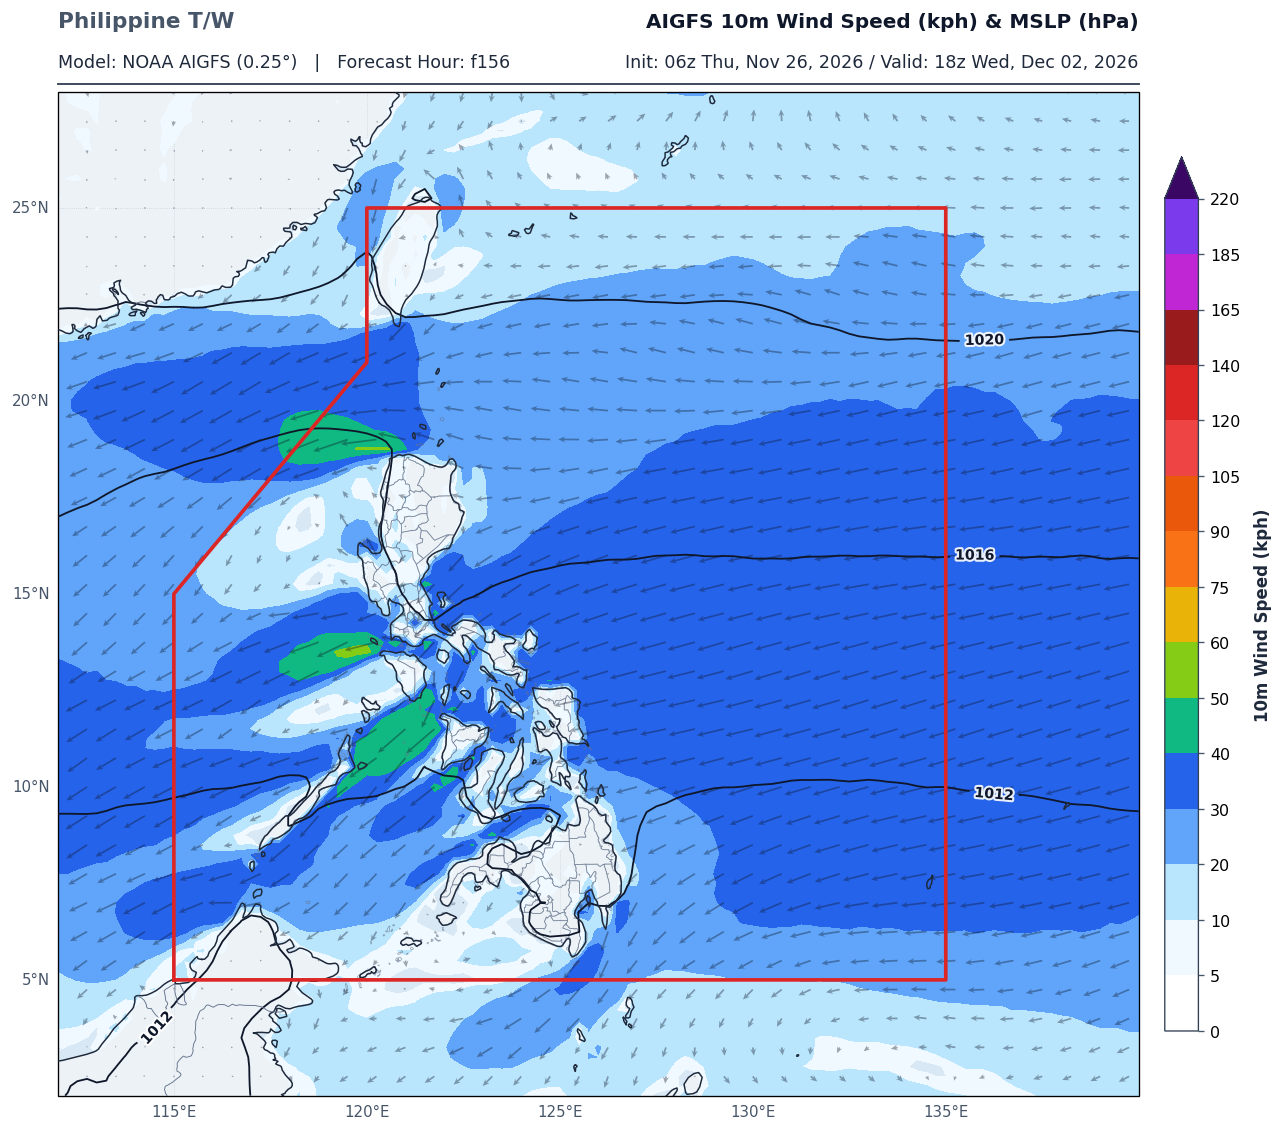 Philippine T/W
AIGFS 10m Wind Speed (kph) & MSLP (hPa)
Model: NOAA AIGFS (0.25°)   |   Forecast Hour: f156
Init: 06z Thu, Nov 26, 2026 / Valid: 18z Wed, Dec 02, 2026
25°N
20°N
15°N
10°N
5°N
115°E
120°E
125°E
130°E
135°E
1020
1016
1012
1012
220
185
165
140
120
105
90
75
60
50
40
30
20
10
5
0
10m Wind Speed (kph)